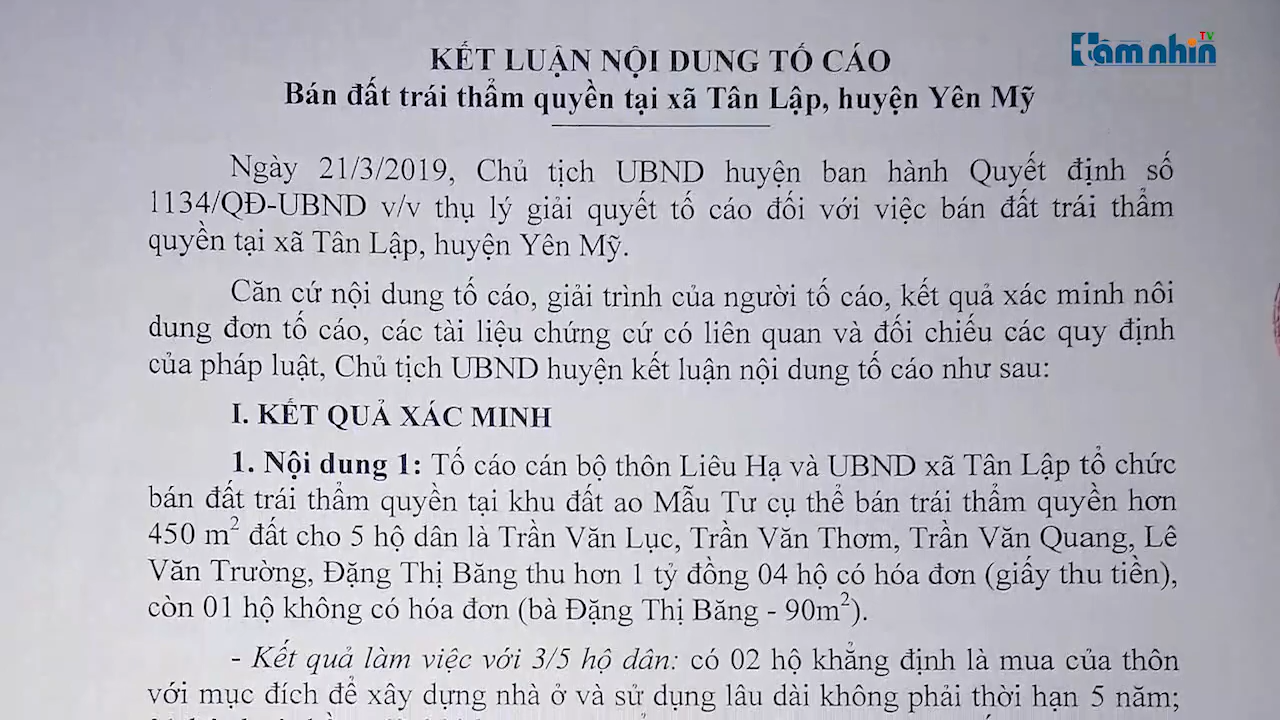 Tầm nhìn TV
KẾT LUẬN NỘI DUNG TỐ CÁO
Bán đất trái thẩm quyền tại xã Tân Lập, huyện Yên Mỹ
Ngày 21/3/2019, Chủ tịch UBND huyện ban hành Quyết định số
1134/QĐ-UBND v/v thụ lý giải quyết tố cáo đối với việc bán đất trái thẩm
quyền tại xã Tân Lập, huyện Yên Mỹ.
Căn cứ nội dung tố cáo, giải trình của người tố cáo, kết quả xác minh nôi
dung đơn tố cáo, các tài liệu chứng cứ có liên quan và đối chiếu các quy định
của pháp luật, Chủ tịch UBND huyện kết luận nội dung tố cáo như sau:
I. KẾT QUẢ XÁC MINH
1. Nội dung 1: Tố cáo cán bộ thôn Liêu Hạ và UBND xã Tân Lập tổ chức
bán đất trái thẩm quyền tại khu đất ao Mẫu Tư cụ thể bán trái thẩm quyền hơn
450 m² đất cho 5 hộ dân là Trần Văn Lục, Trần Văn Thơm, Trần Văn Quang, Lê
Văn Trường, Đặng Thị Băng thu hơn 1 tỷ đồng 04 hộ có hóa đơn (giấy thu tiền),
còn 01 hộ không có hóa đơn (bà Đặng Thị Băng - 90m²).
- Kết quả làm việc với 3/5 hộ dân: có 02 hộ khẳng định là mua của thôn
với mục đích để xây dựng nhà ở và sử dụng lâu dài không phải thời hạn 5 năm;